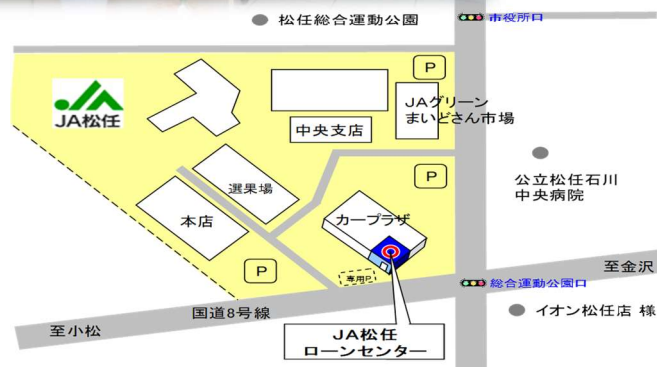 松任総合運動公園
市役所口
P
JA松任
JAグリーン
まいどさん市場
中央支店
公立松任石川
中央病院
P
選果場
カープラザ
本店
P
専用P
至金沢
総合運動公園口
国道8号線
イオン松任店 様
至小松
JA松任
ローンセンター